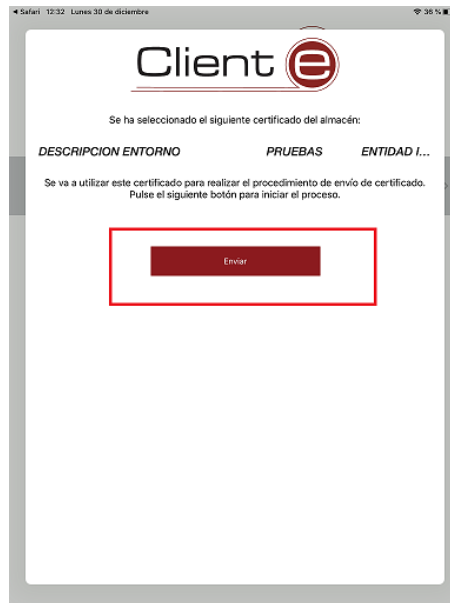 Safari 12:32 Lunes 30 de diciembre 36 %
Client e
Se ha seleccionado el siguiente certificado del almacén:
DESCRIPCION ENTORNO PRUEBAS ENTIDAD I...
Se va a utilizar este certificado para realizar el procedimiento de envío de certificado.
Pulse el siguiente botón para iniciar el proceso.
Enviar